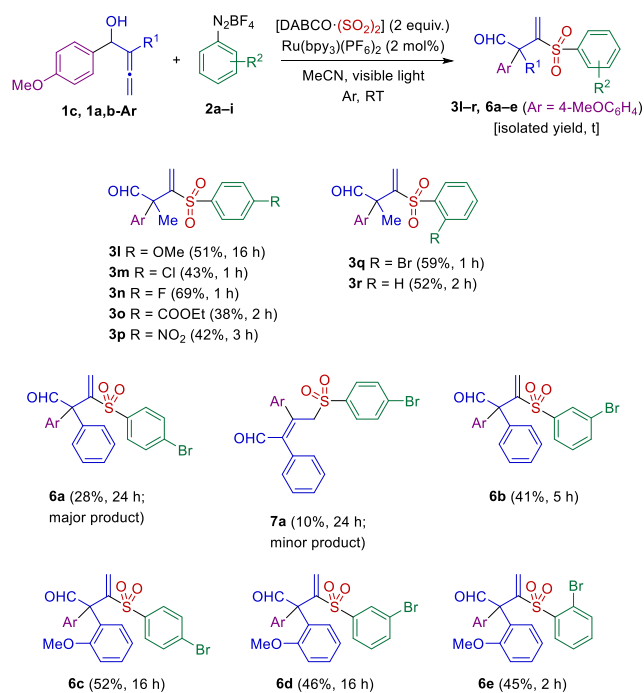 OH
R1
MeO
1c, 1a,b-Ar
+
N2BF4
R2
2a–i
[DABCO·(SO2)2] (2 equiv.)
Ru(bpy3)(PF6)2 (2 mol%)
MeCN, visible light
Ar, RT
OHC
O
O
S
Ar
R1
R2
3l–r, 6a–e (Ar = 4-MeOC6H4)
[isolated yield, t]
OHC
O
O
S
R
Ar
Me
3l R = OMe (51%, 16 h)
3m R = Cl (43%, 1 h)
3n R = F (69%, 1 h)
3o R = COOEt (38%, 2 h)
3p R = NO2 (42%, 3 h)
OHC
O
O
S
Ar
Me
R
3q R = Br (59%, 1 h)
3r R = H (52%, 2 h)
OHC
O
O
S
Ar
Br
6a (28%, 24 h;
major product)
O
O
S
Ar
Br
OHC
7a (10%, 24 h;
minor product)
OHC
O
O
S
Ar
Br
6b (41%, 5 h)
OHC
O
O
S
Ar
MeO
Br
6c (52%, 16 h)
OHC
O
O
S
Br
Ar
MeO
6d (46%, 16 h)
OHC
O
O
Br
S
Ar
MeO
6e (45%, 2 h)